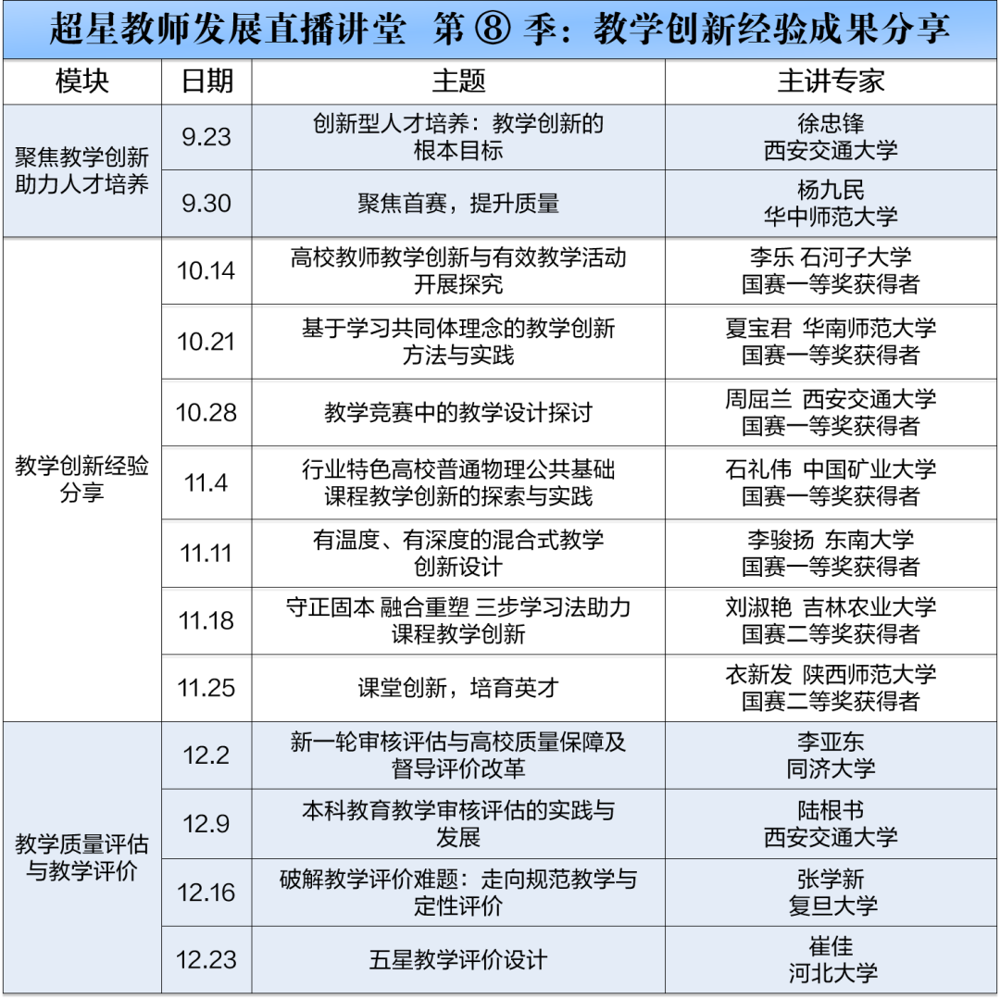 超星教师发展直播讲堂 第⑧季：教学创新经验成果分享
模块 日期 主题 主讲专家
聚焦教学创新
助力人才培养
9.23
创新型人才培养：教学创新的
根本目标
徐忠锋
西安交通大学
9.30
聚焦首赛，提升质量
杨九民
华中师范大学
教学创新经验
分享
10.14
高校教师教学创新与有效教学活动
开展探究
李乐 石河子大学
国赛一等奖获得者
10.21
基于学习共同体理念的教学创新
方法与实践
夏宝君 华南师范大学
国赛一等奖获得者
10.28
教学竞赛中的教学设计探讨
周屈兰 西安交通大学
国赛一等奖获得者
11.4
行业特色高校普通物理公共基础
课程教学创新的探索与实践
石礼伟 中国矿业大学
国赛一等奖获得者
11.11
有温度、有深度的混合式教学
创新设计
李骏扬 东南大学
国赛一等奖获得者
11.18
守正固本 融合重塑 三步学习法助力
课程教学创新
刘淑艳 吉林农业大学
国赛二等奖获得者
11.25
课堂创新，培育英才
衣新发 陕西师范大学
国赛二等奖获得者
教学质量评估
与教学评价
12.2
新一轮审核评估与高校质量保障及
督导评价改革
李亚东
同济大学
12.9
本科教育教学审核评估的实践与
发展
陆根书
西安交通大学
12.16
破解教学评价难题：走向规范教学与
定性评价
张学新
复旦大学
12.23
五星教学评价设计
崔佳
河北大学